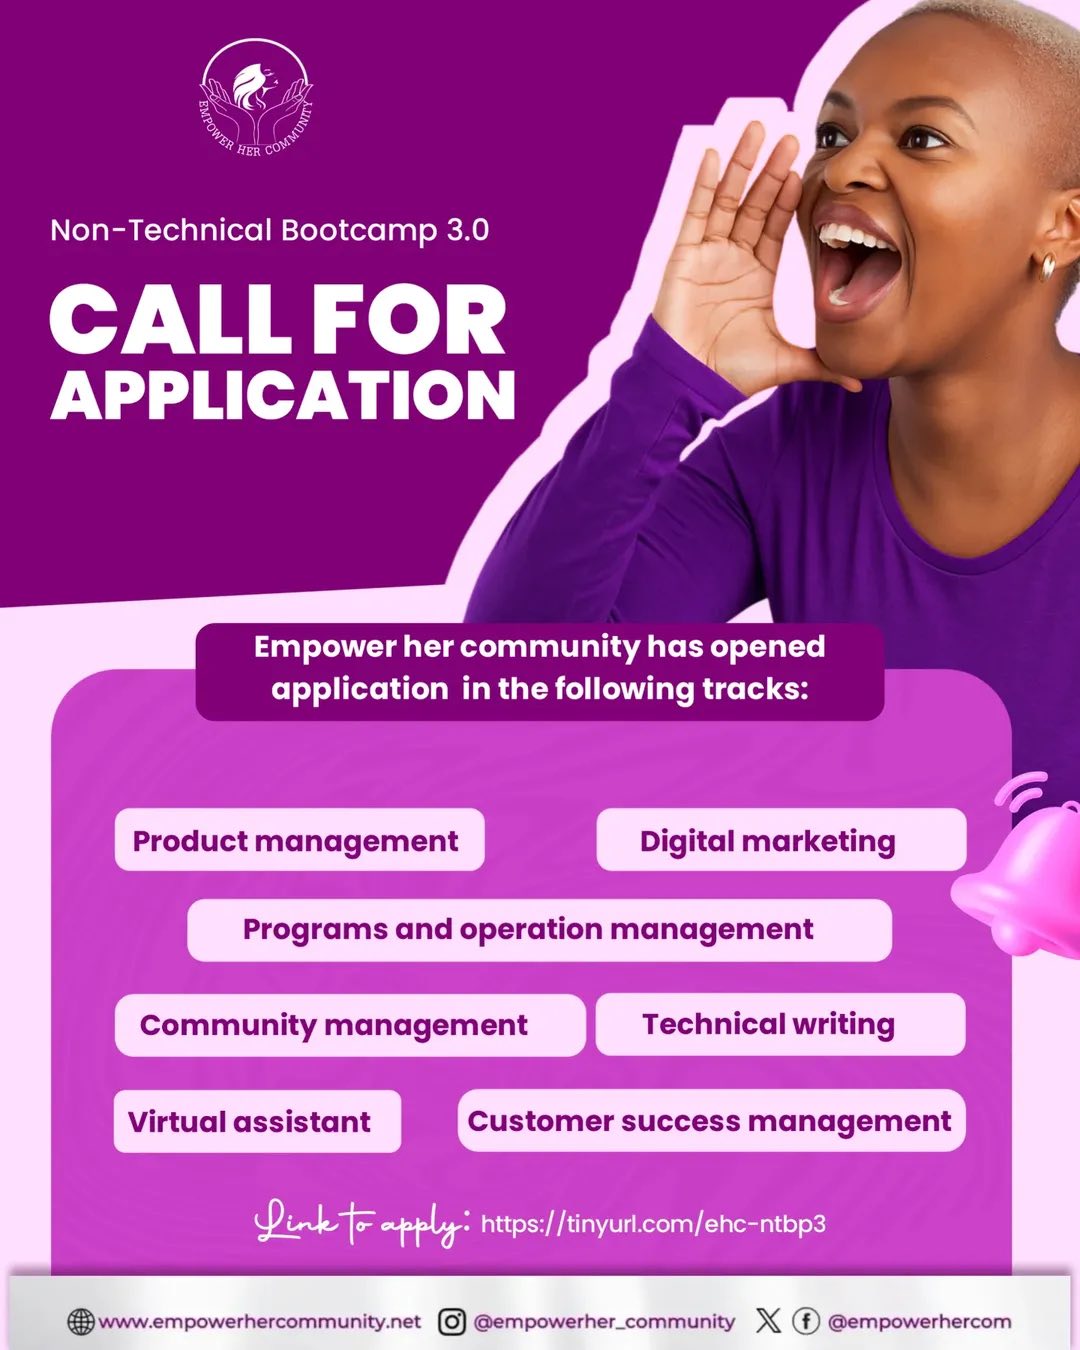 EMPOWER HER COMMUNITY
Non-Technical Bootcamp 3.0
CALL FOR
APPLICATION
Empower her community has opened
application in the following tracks:
Product management
Digital marketing
Programs and operation management
Community management
Technical writing
Virtual assistant
Customer success management
Link to apply: https://tinyurl.com/ehc-ntbp3
www.empowerhercommunity.net @empowerher_community @empowerhercom